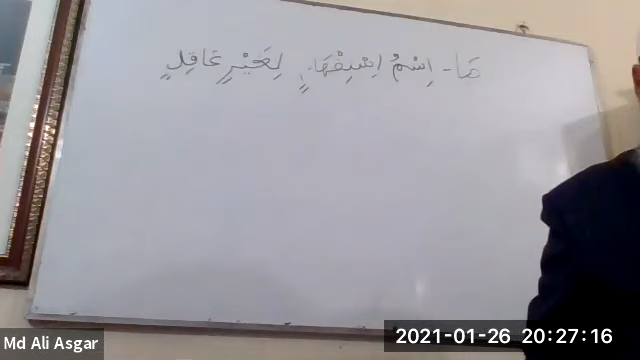 مَا - اِسْمُ اِسْتِفْهَامٍ لِغَيْرِ عَاقِلٍ
Md Ali Asgar
2021-01-26 20:27:16